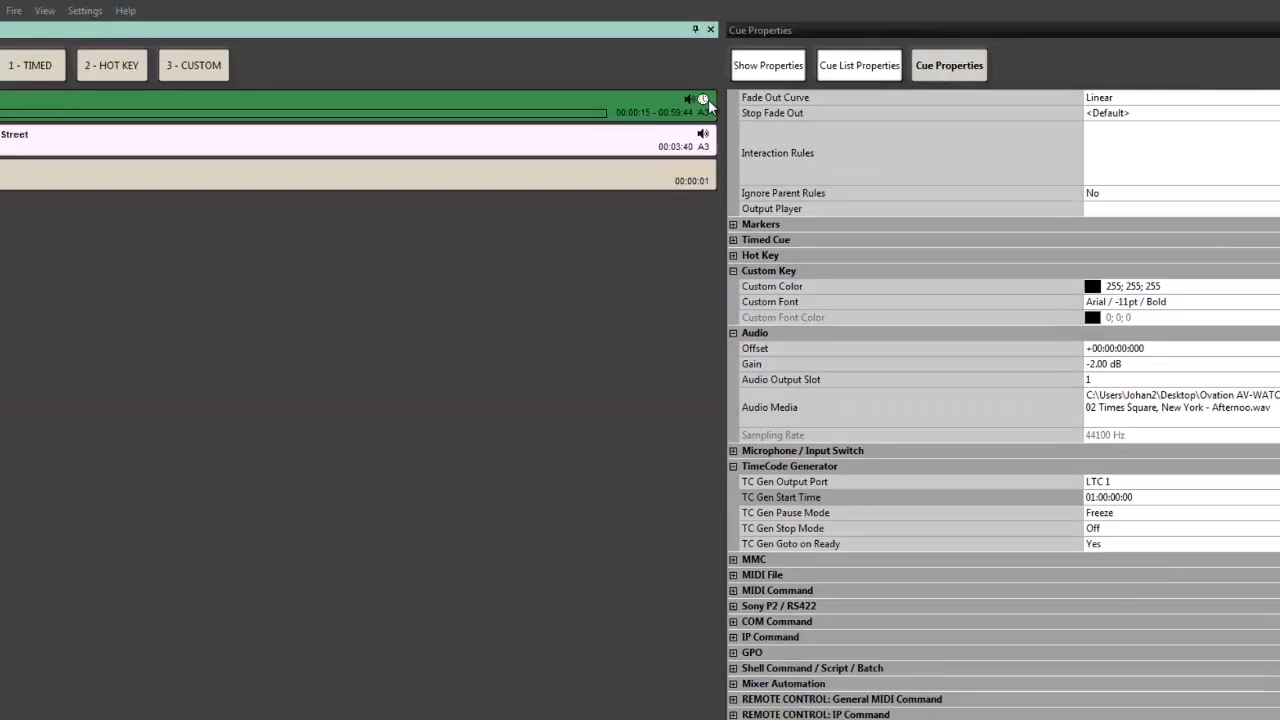 Fire View Settings Help
Cue Properties
1 - TIMED 2 - HOT KEY 3 - CUSTOM
Show Properties Cue List Properties Cue Properties
00:00:15 - 00:59:44 A3
Street
00:03:40 A3
00:00:01
Fade Out Curve Linear
Stop Fade Out <Default>
Interaction Rules
Ignore Parent Rules No
Output Player
Markers
Timed Cue
Hot Key
Custom Key
Custom Color 255; 255; 255
Custom Font Arial / -11pt / Bold
Custom Font Color 0; 0; 0
Audio
Offset +00:00:00:000
Gain -2.00 dB
Audio Output Slot 1
Audio Media C:\Users\Johan2\Desktop\Ovation AV-WATC
02 Times Square, New York - Afternoo.wav
Sampling Rate 44100 Hz
Microphone / Input Switch
TimeCode Generator
TC Gen Output Port LTC 1
TC Gen Start Time 01:00:00:00
TC Gen Pause Mode Freeze
TC Gen Stop Mode Off
TC Gen Goto on Ready Yes
MMC
MIDI File
MIDI Command
Sony P2 / RS422
COM Command
IP Command
GPO
Shell Command / Script / Batch
Mixer Automation
REMOTE CONTROL: General MIDI Command
REMOTE CONTROL: IP Command